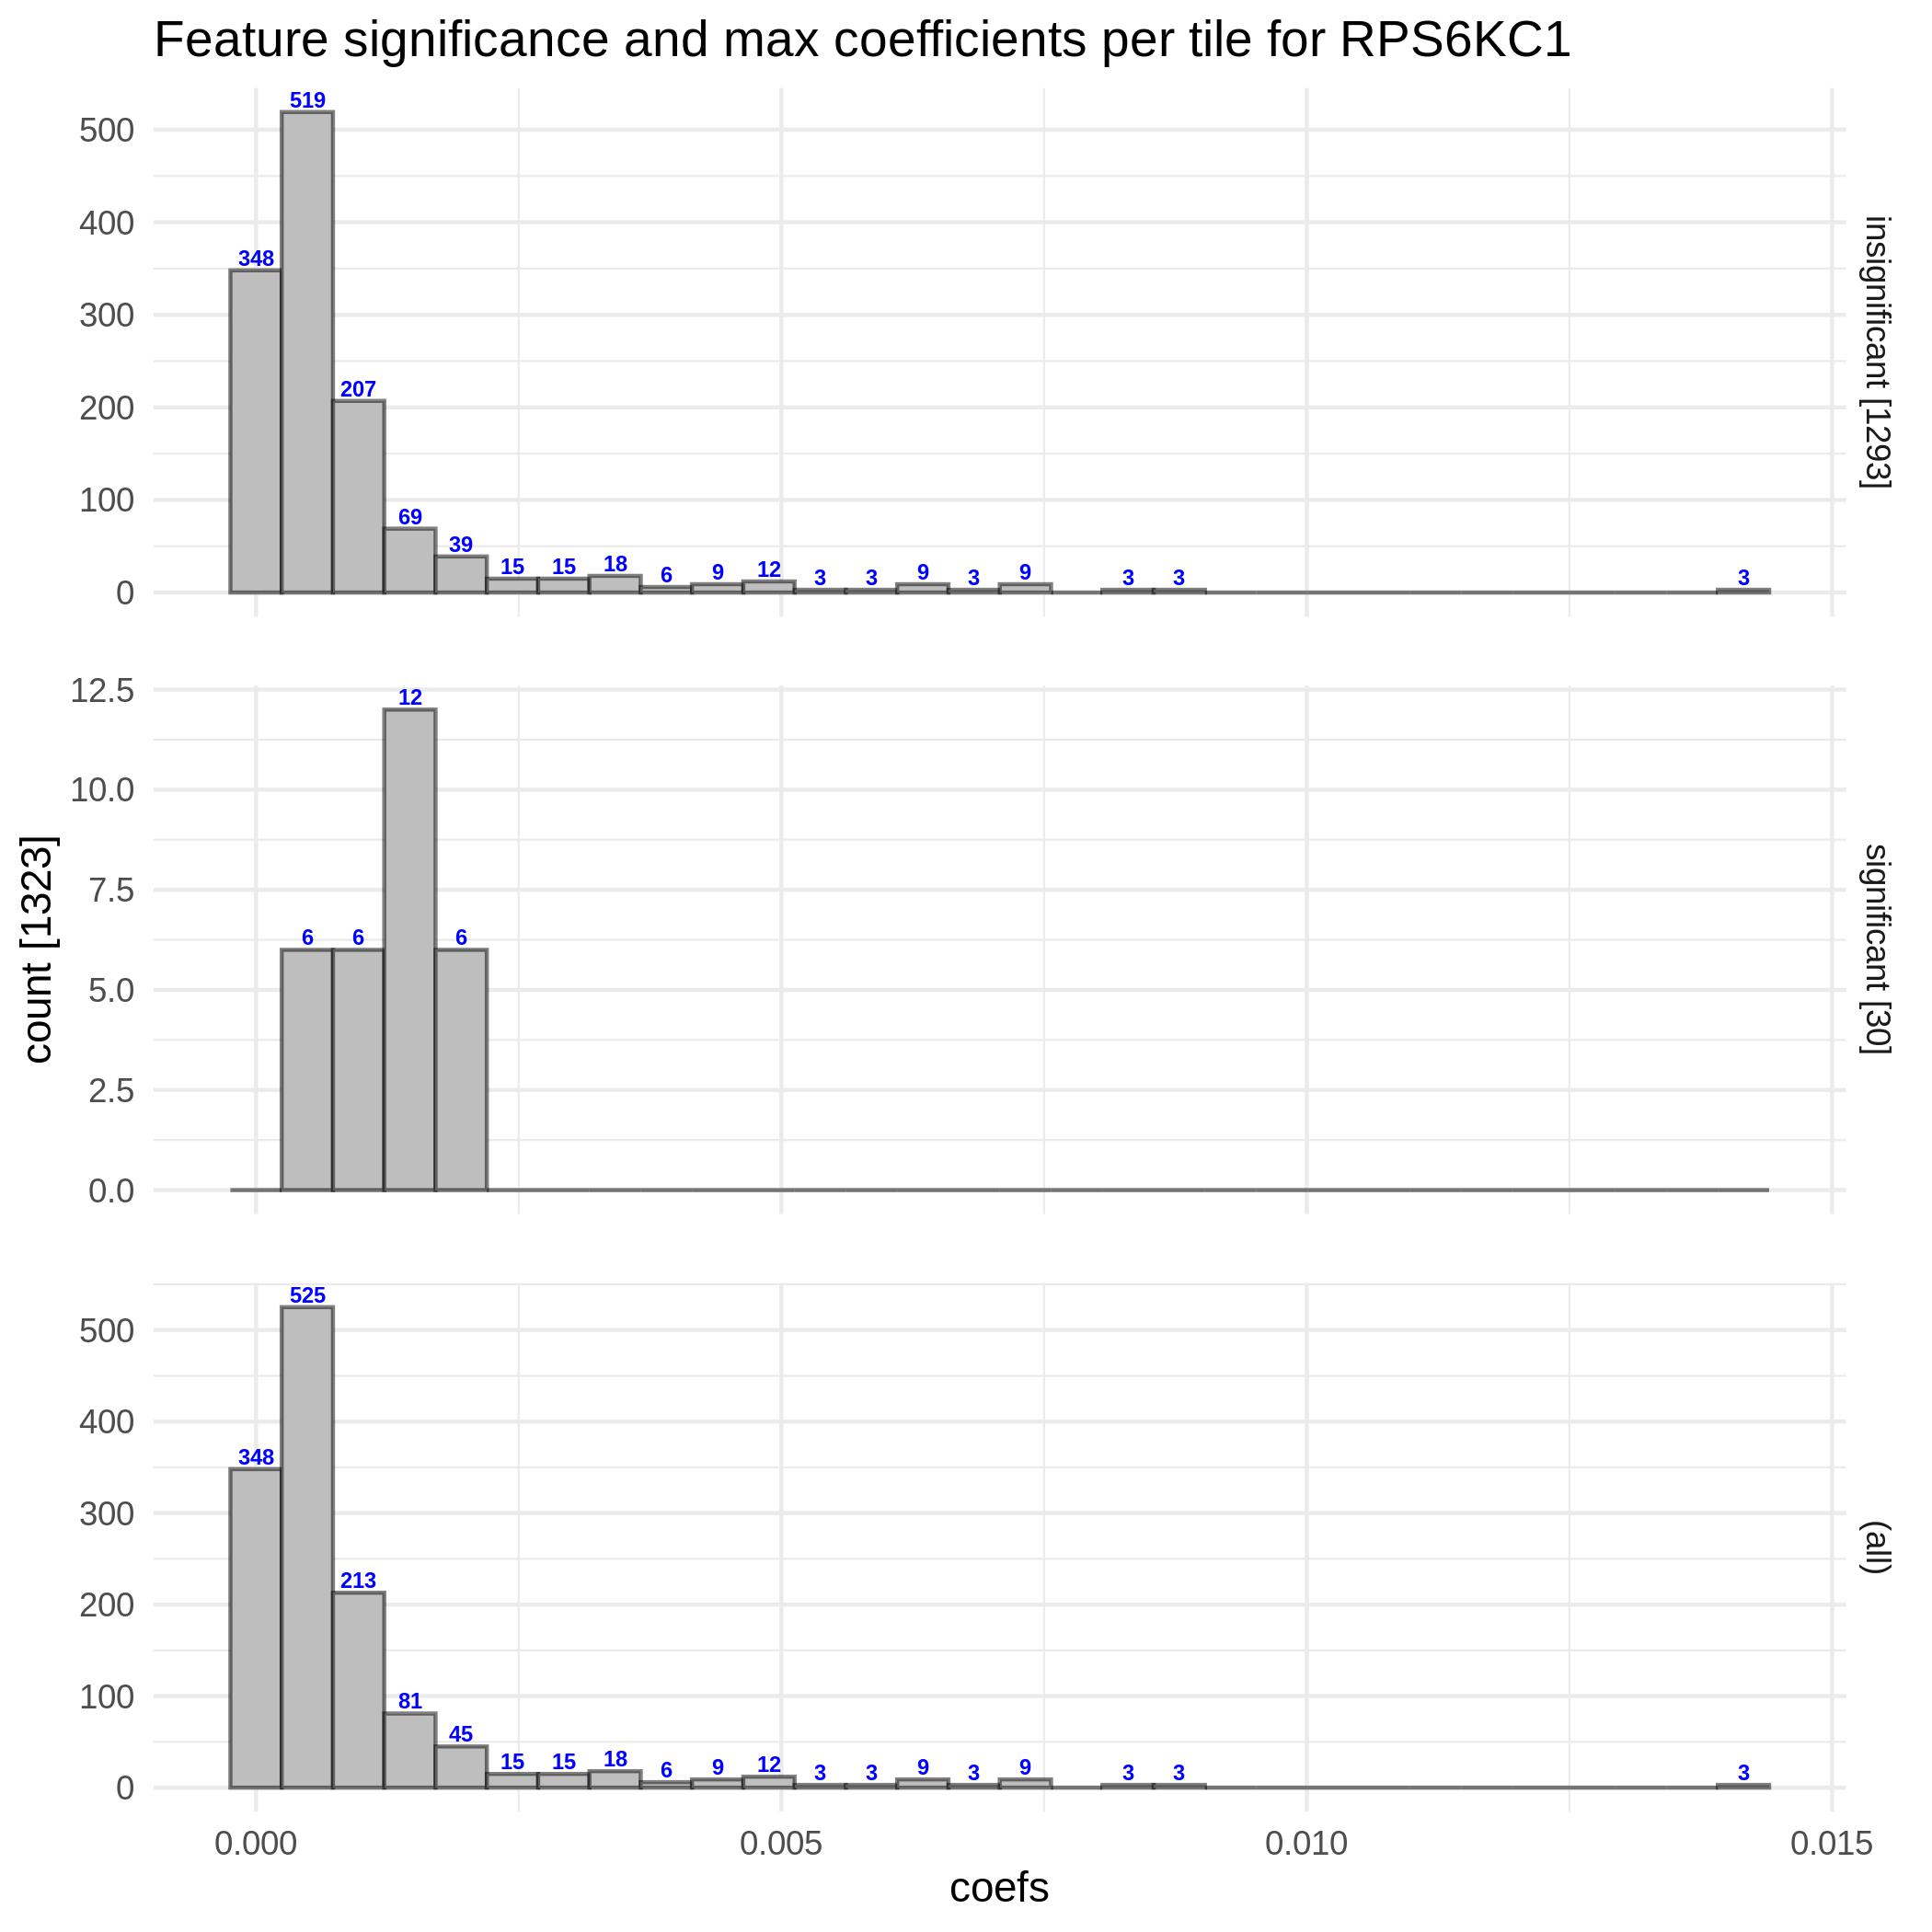 Feature significance and max coefficients per tile for RPS6KC1
519
500
400
348
300
207
200
100
69
39
15 15 18 6 9 12 3 3 9 3 9 3 3 3
0
insignificant [1293]
12.5
12
10.0
7.5
6 6 6
5.0
2.5
0.0
significant [30]
count [1323]
525
500
400
348
300
213
200
100
81
45
15 15 18 6 9 12 3 3 9 3 9 3 3 3
0
(all)
0.000 0.005 0.010 0.015
coefs